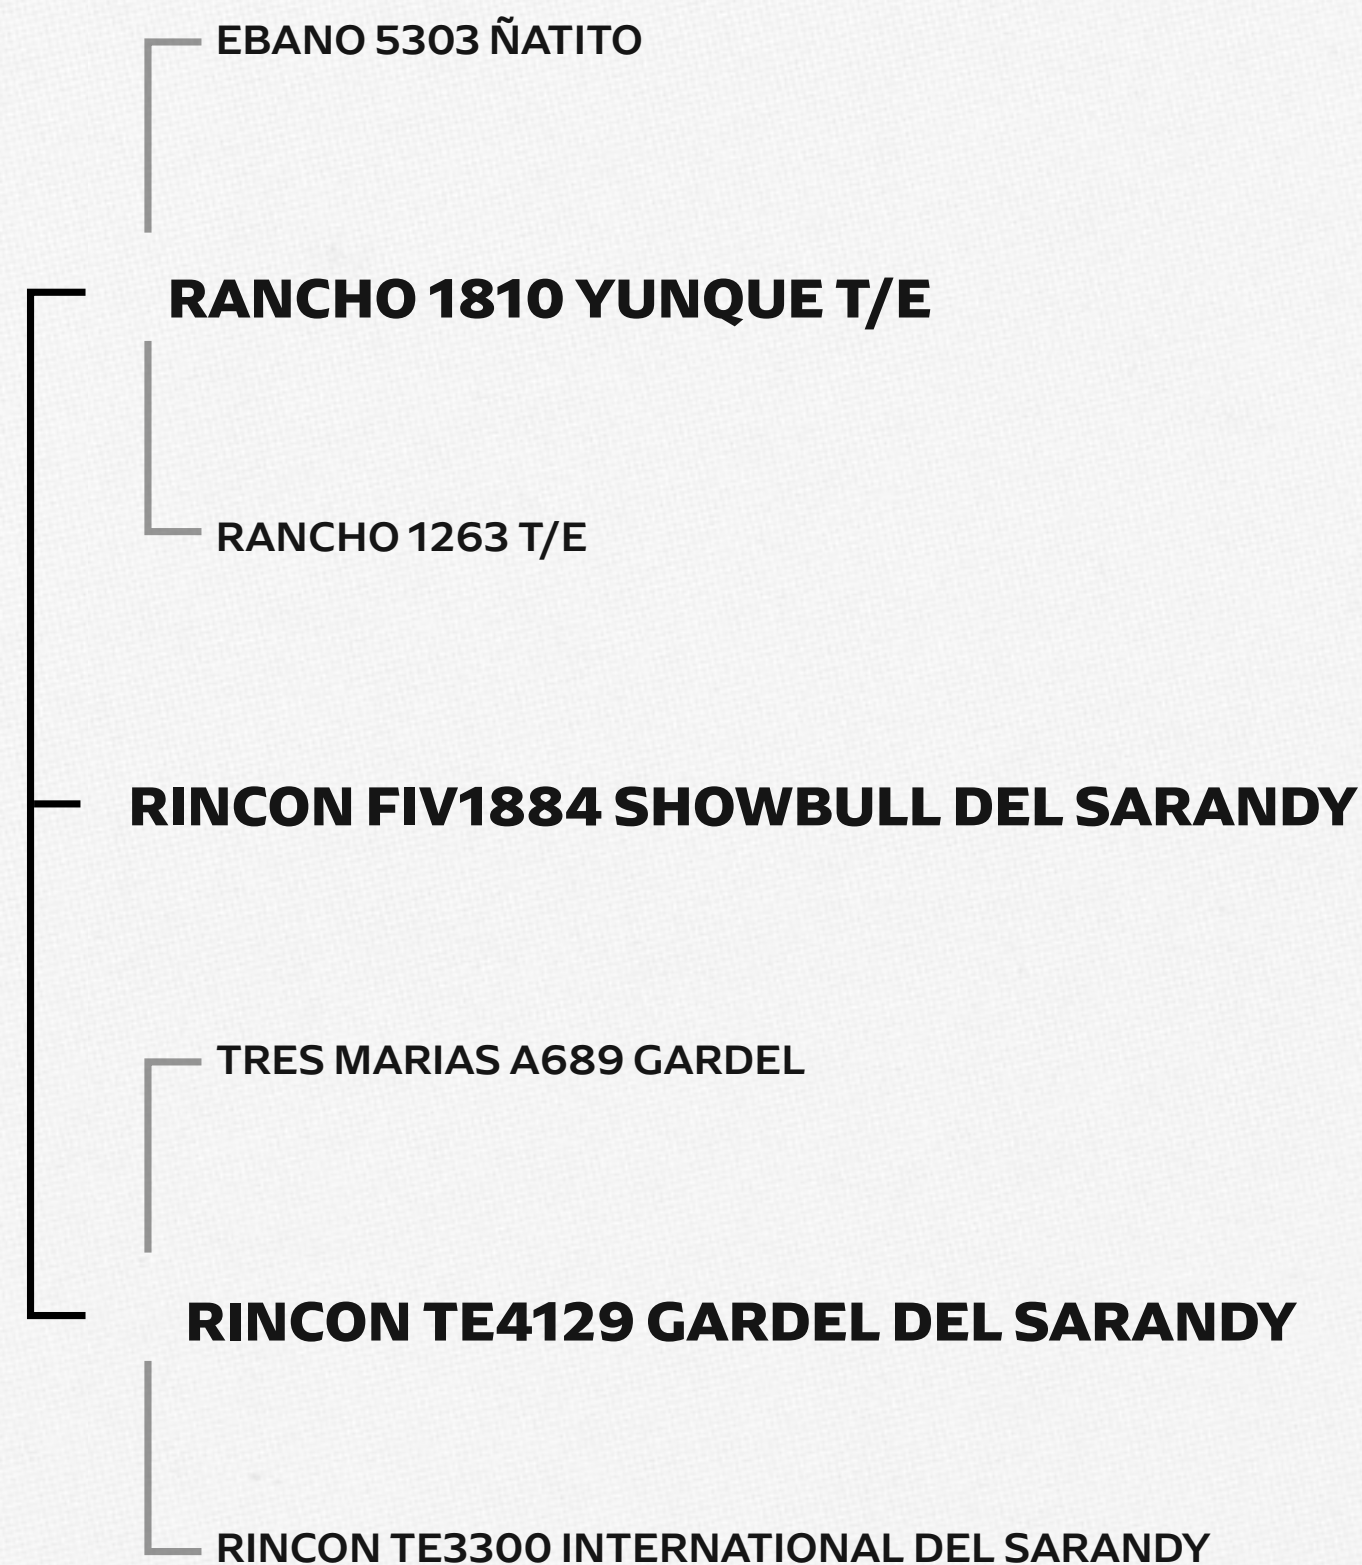 EBANO 5303 ÑATITO
RANCHO 1810 YUNQUE T/E
RANCHO 1263 T/E
RINCON FIV1884 SHOWBULL DEL SARANDY
TRES MARIAS A689 GARDEL
RINCON TE4129 GARDEL DEL SARANDY
RINCON TE3300 INTERNATIONAL DEL SARANDY